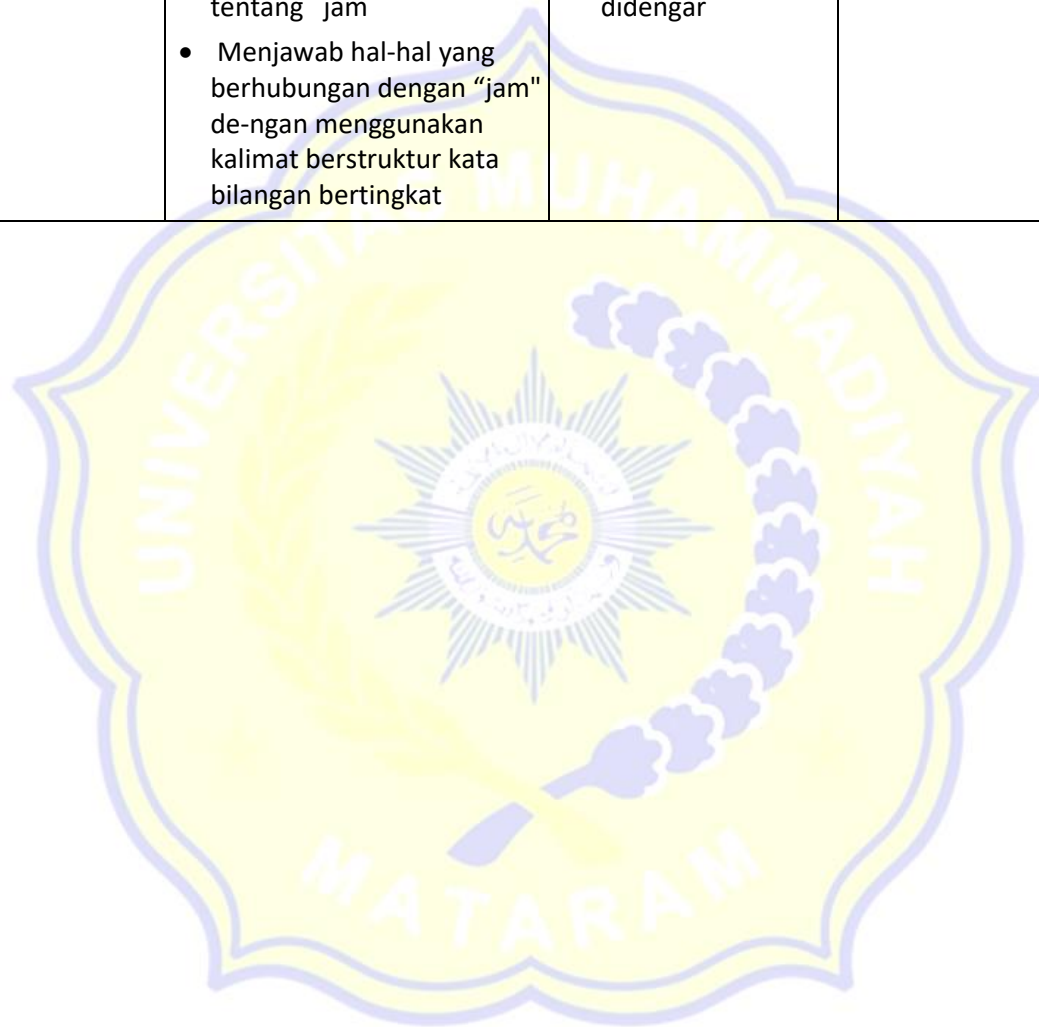 tentang jam
didengar
• Menjawab hal-hal yang
berhubungan dengan “jam"
de-ngan menggunakan
kalimat berstruktur kata
bilangan bertingkat
UNIVERSITAS MUHAMMADIYAH
MATARAM